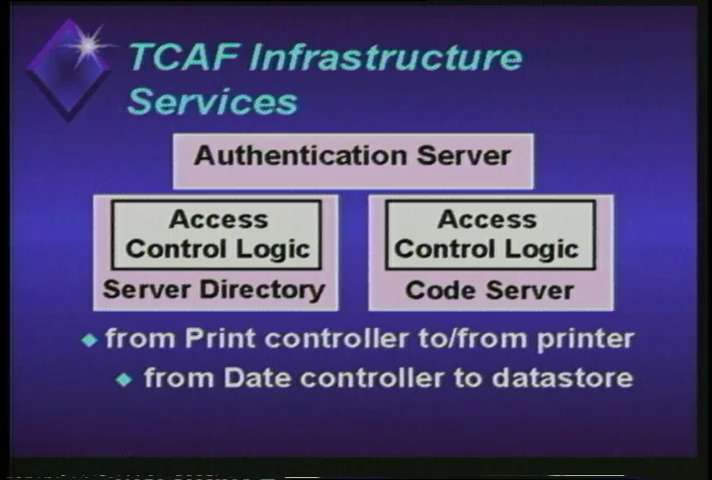 TCAF Infrastructure
Services
Authentication Server
Access
Control Logic
Server Directory
Access
Control Logic
Code Server
from Print controller to/from printer
from Date controller to datastore